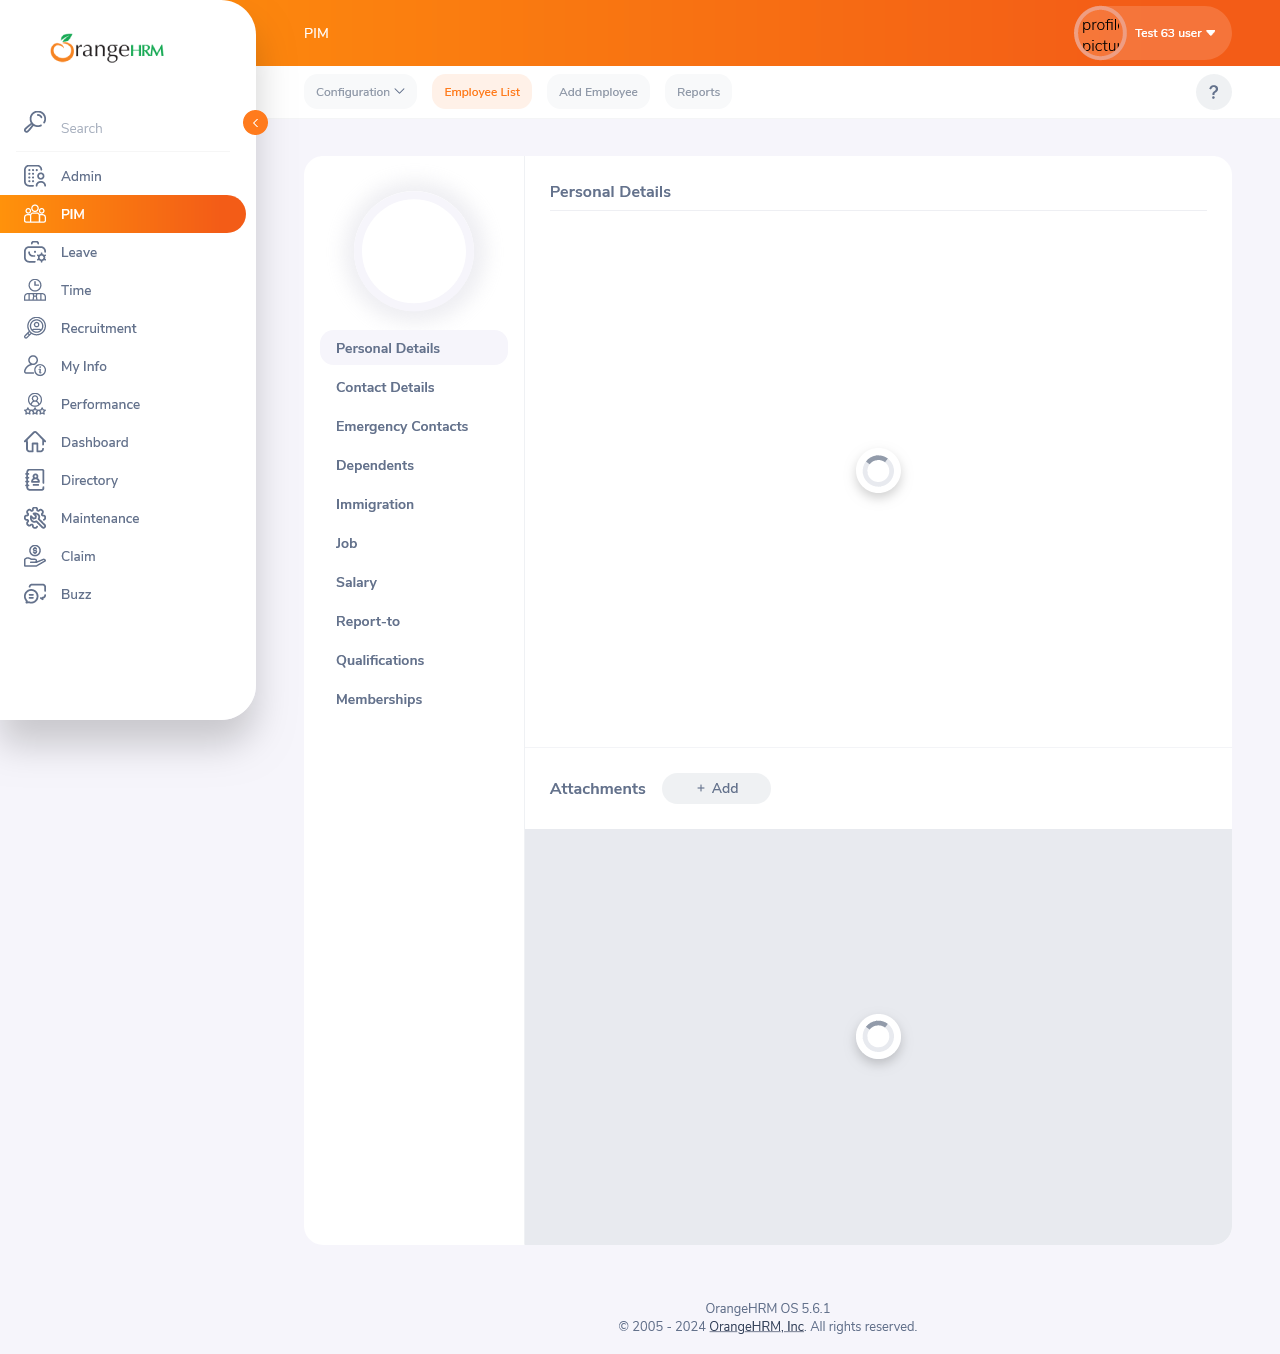 OrangeHRM
PIM
profile
picture
Test 63 user
Configuration
Employee List
Add Employee
Reports
?
Search
Admin
PIM
Leave
Time
Recruitment
My Info
Performance
Dashboard
Directory
Maintenance
Claim
Buzz
Personal Details
Contact Details
Emergency Contacts
Dependents
Immigration
Job
Salary
Report-to
Qualifications
Memberships
Personal Details
Attachments
+ Add
OrangeHRM OS 5.6.1
© 2005 - 2024 OrangeHRM, Inc. All rights reserved.